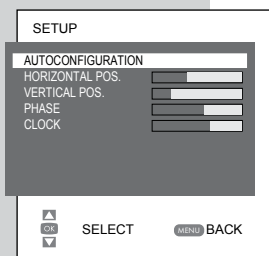 SETUP
AUTOCONFIGURATION
HORIZONTAL POS.
VERTICAL POS.
PHASE
CLOCK
OK SELECT MENU BACK